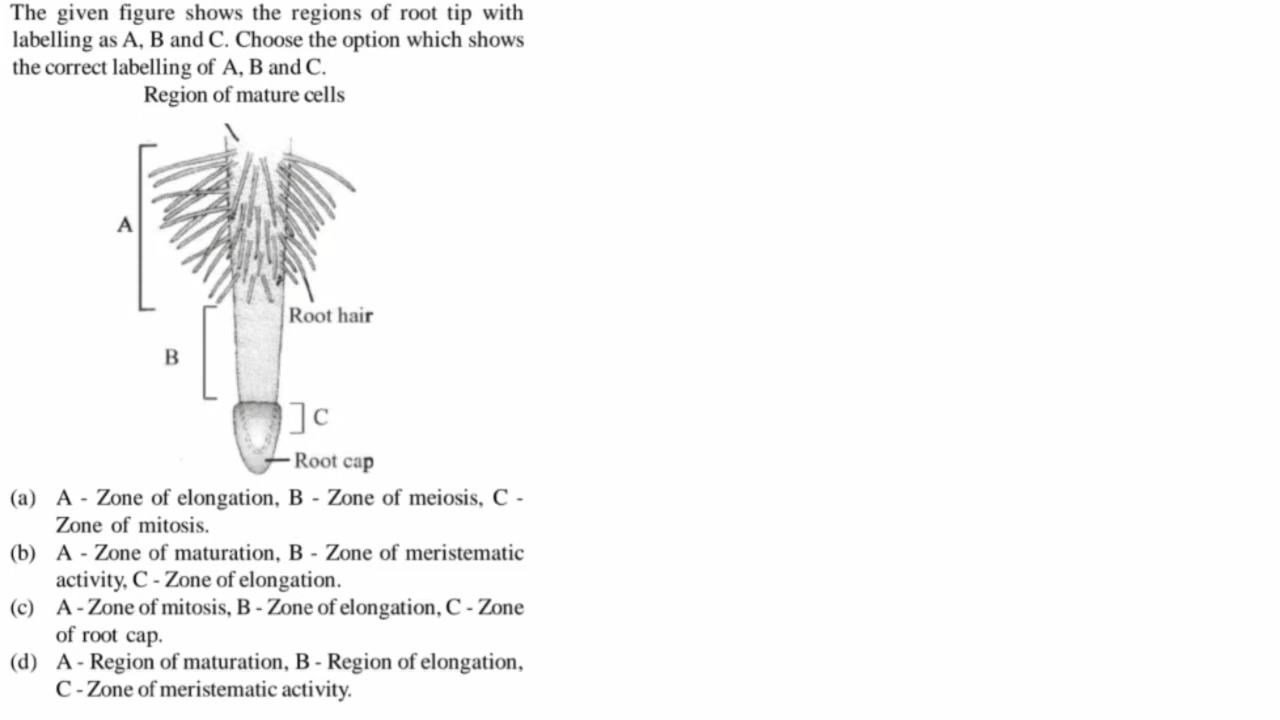 The given figure shows the regions of root tip with
labelling as A, B and C. Choose the option which shows
the correct labelling of A, B and C.
Region of mature cells
A
Root hair
B
C
Root cap
(a) A - Zone of elongation, B - Zone of meiosis, C -
Zone of mitosis.
(b) A - Zone of maturation, B - Zone of meristematic
activity, C - Zone of elongation.
(c) A - Zone of mitosis, B - Zone of elongation, C - Zone
of root cap.
(d) A - Region of maturation, B - Region of elongation,
C - Zone of meristematic activity.